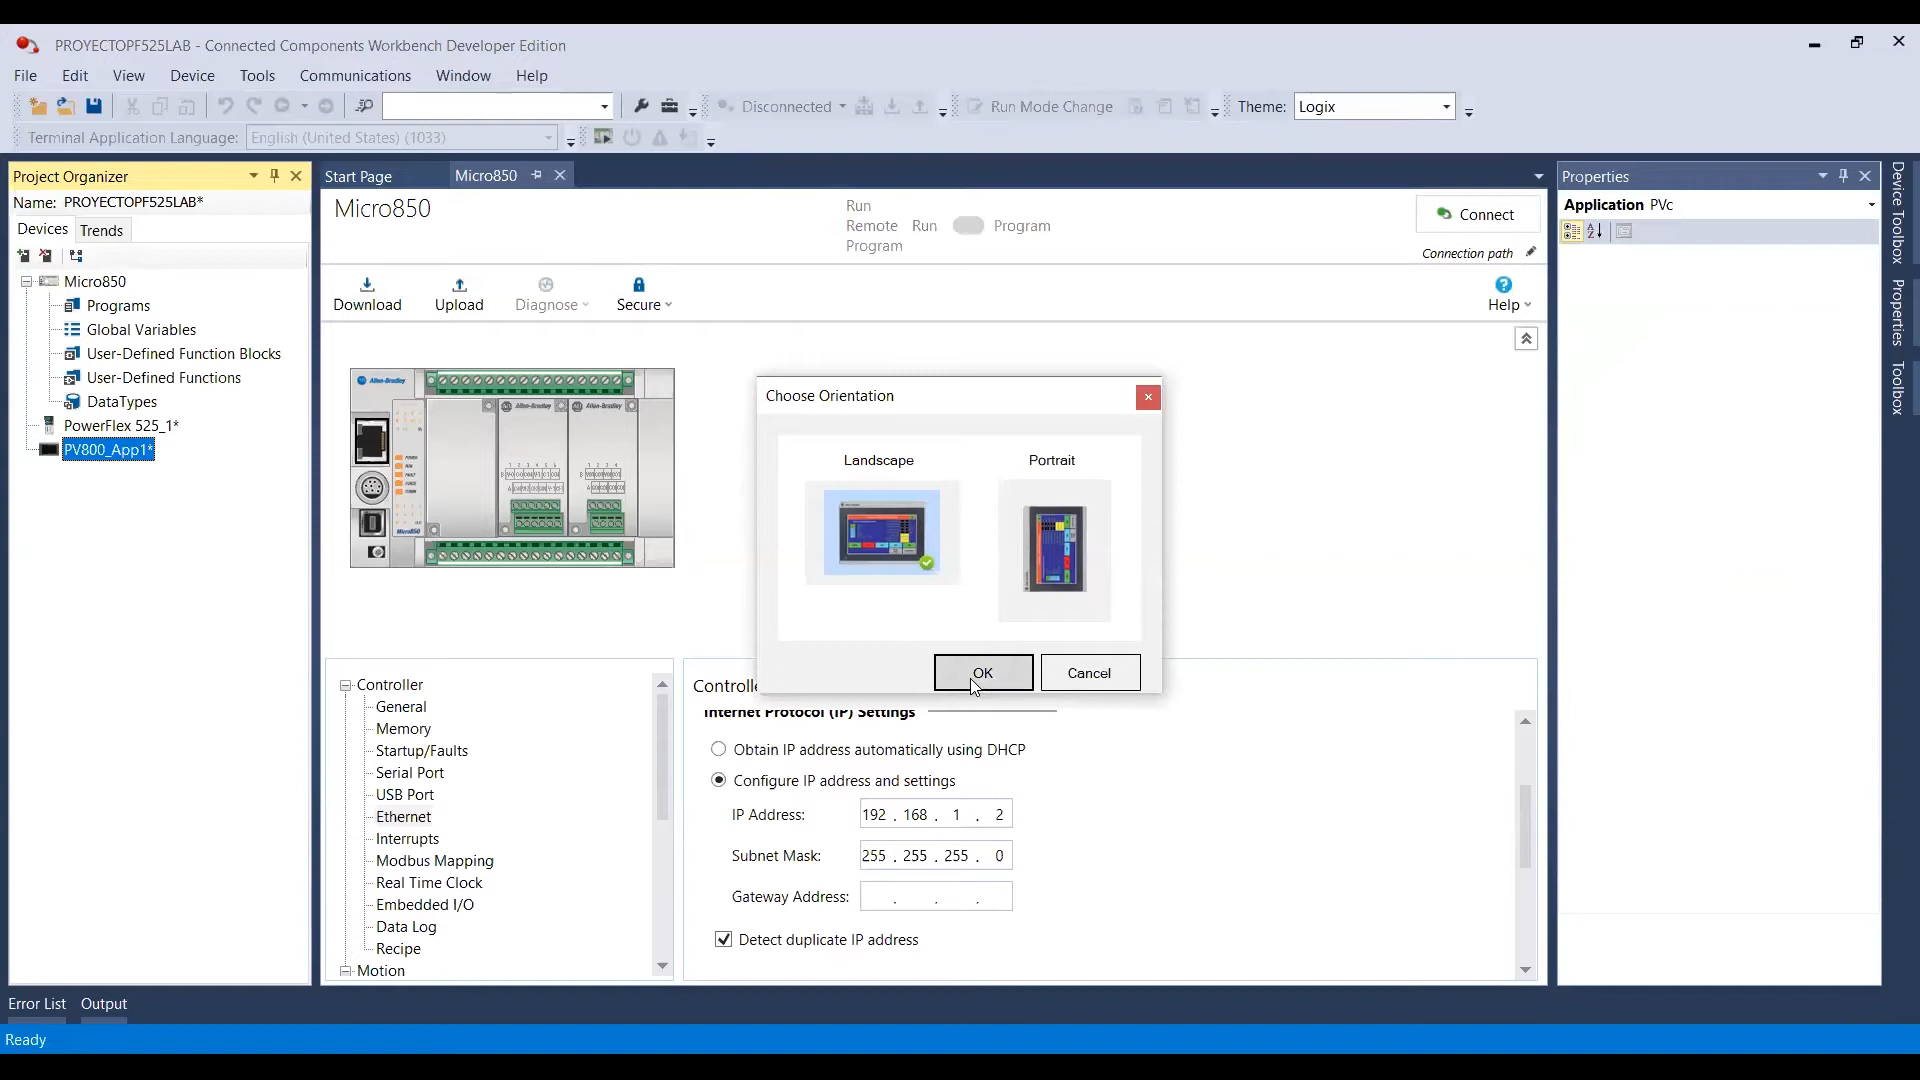 PROYECTOPF525LAB - Connected Components Workbench Developer Edition
File Edit View Device Tools Communications Window Help
Disconnected Run Mode Change Theme: Logix
Terminal Application Language: English (United States) (1033)
Project Organizer
Name: PROYECTOPF525LAB*
Devices Trends
Micro850
Programs
Global Variables
User-Defined Function Blocks
User-Defined Functions
DataTypes
PowerFlex 525_1*
PV800_App1*
Start Page Micro850
Micro850
Run
Remote Run Program
Program
Connect
Connection path
Download Upload Diagnose Secure Help
Allen-Bradley
Allen-Bradley Allen-Bradley
Micro850
Choose Orientation
Landscape Portrait
OK Cancel
Controller
General
Memory
Startup/Faults
Serial Port
USB Port
Ethernet
Interrupts
Modbus Mapping
Real Time Clock
Embedded I/O
Data Log
Recipe
Motion
Internet Protocol (IP) Settings
Obtain IP address automatically using DHCP
Configure IP address and settings
IP Address: 192 . 168 . 1 . 2
Subnet Mask: 255 . 255 . 255 . 0
Gateway Address: . . .
Detect duplicate IP address
Properties
Application PVc
Device Toolbox
Properties
Toolbox
Error List Output
Ready